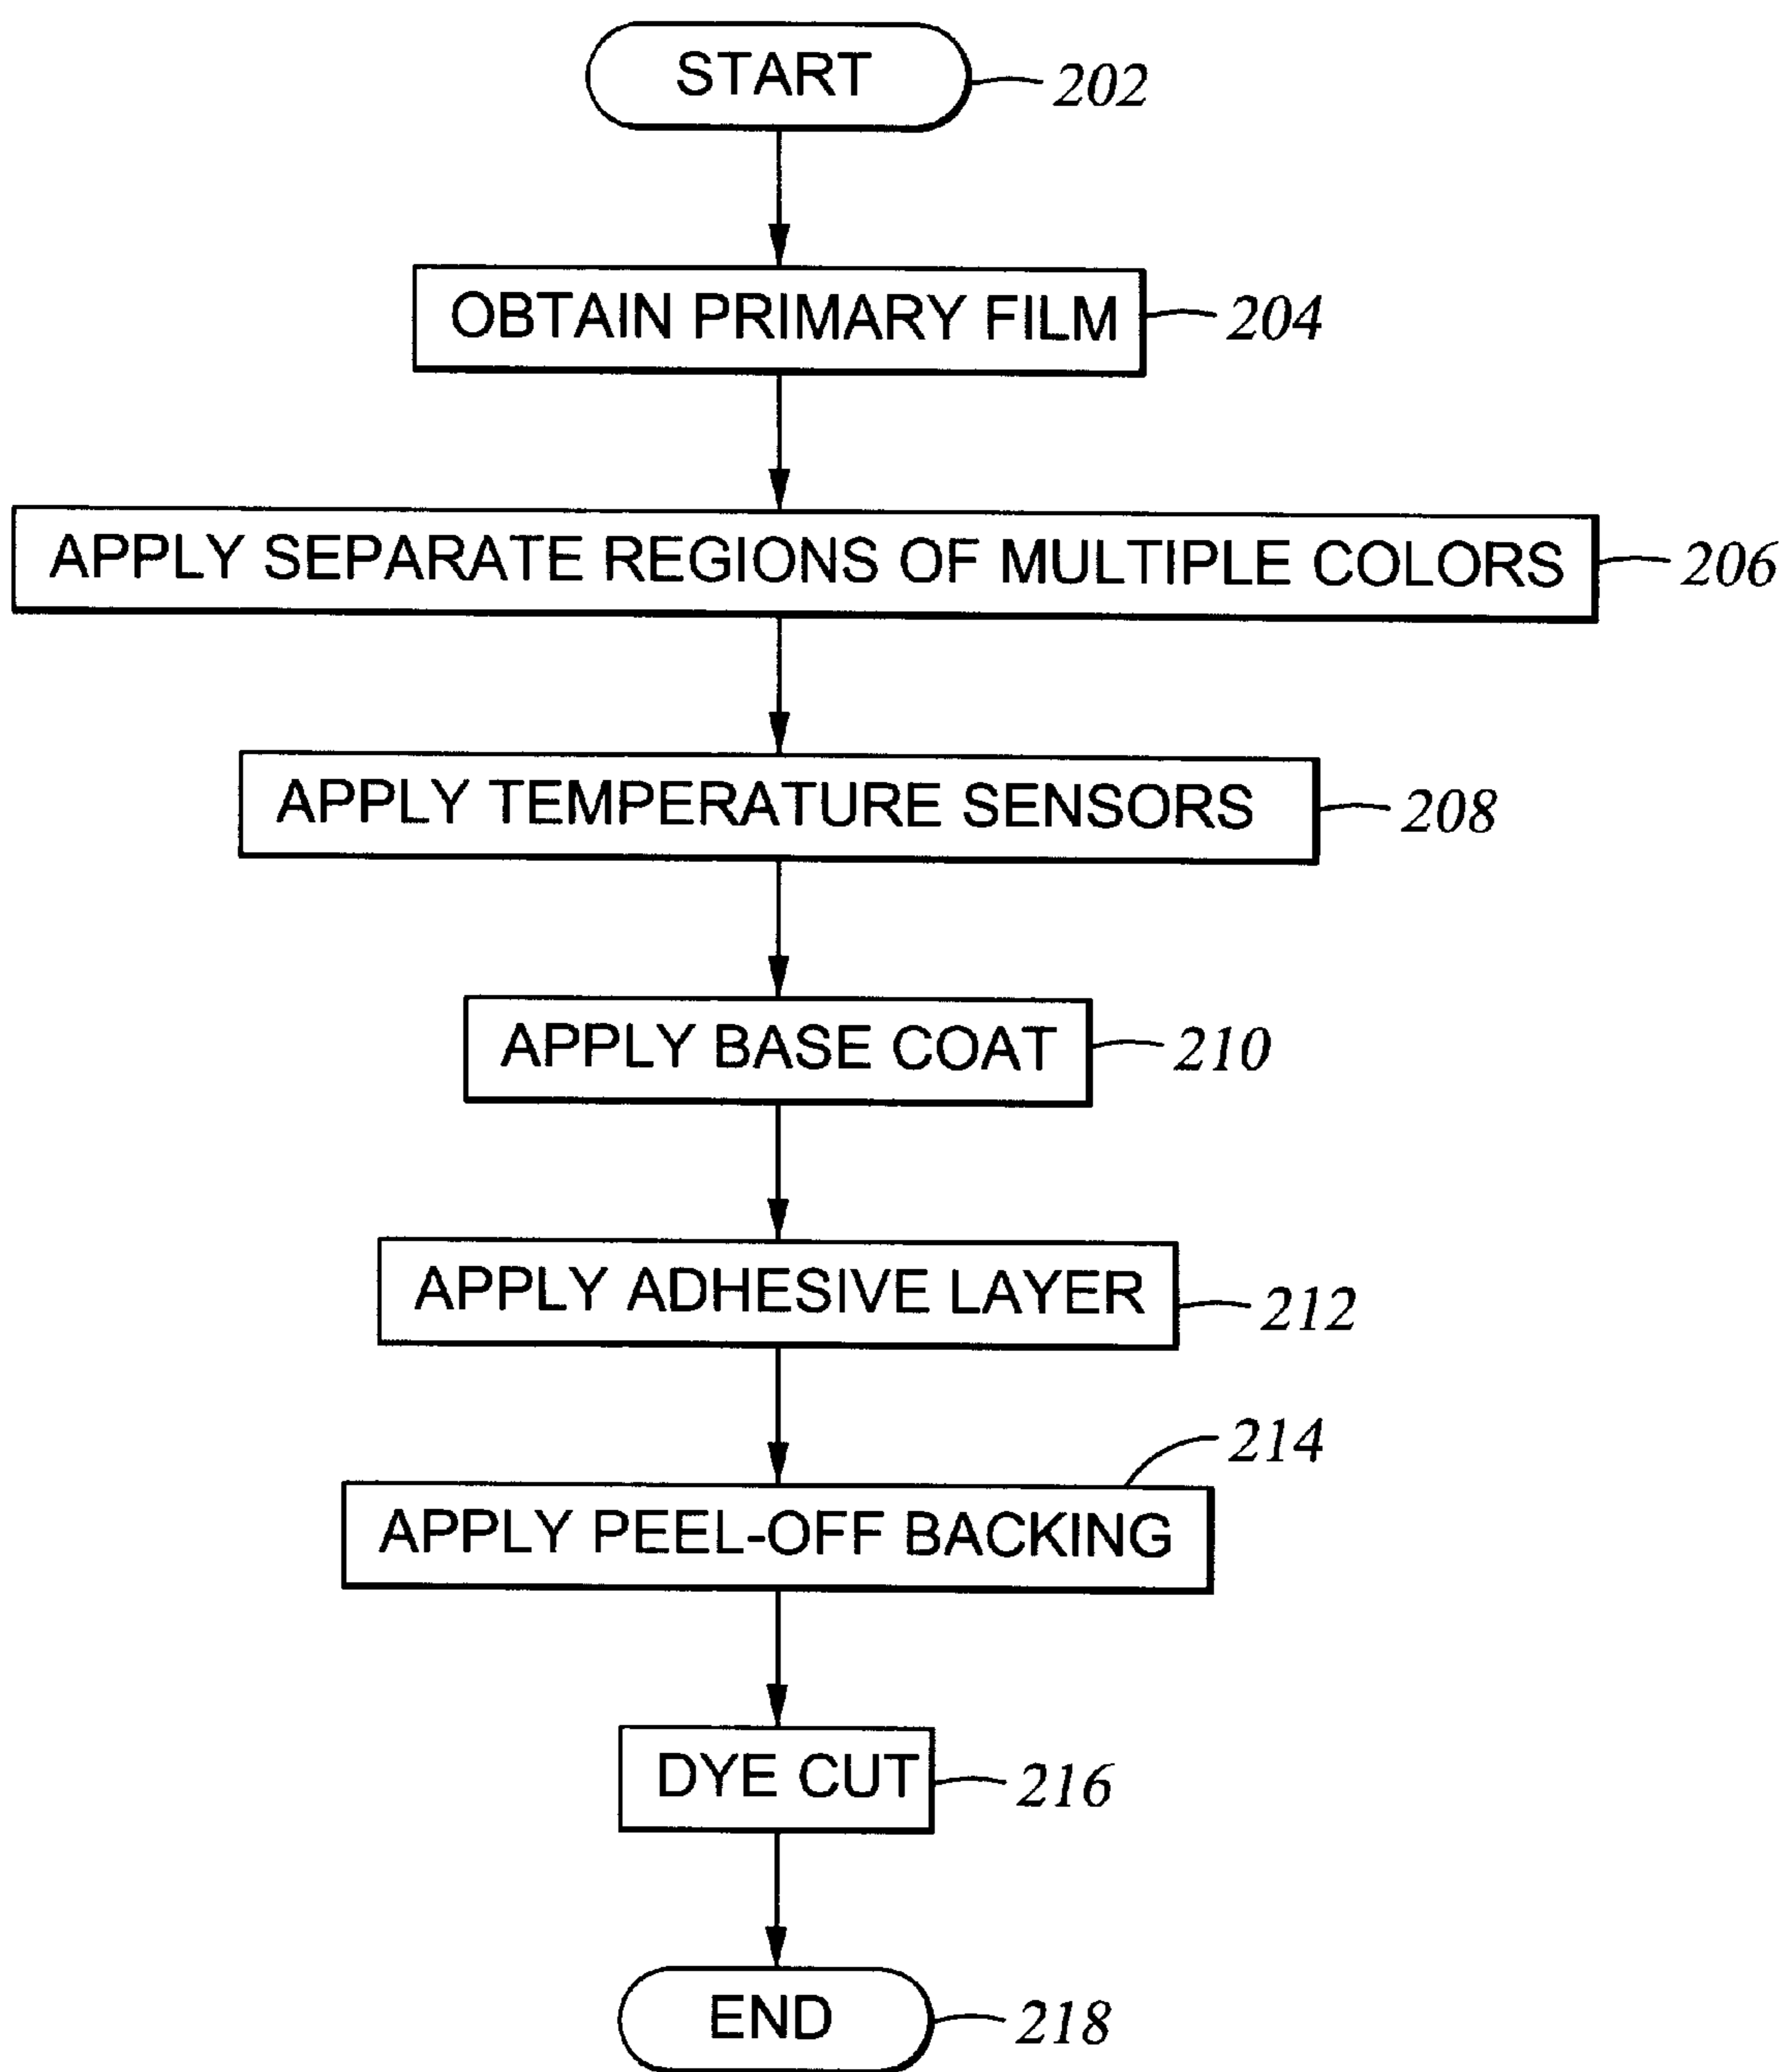 START 202
OBTAIN PRIMARY FILM 204
APPLY SEPARATE REGIONS OF MULTIPLE COLORS 206
APPLY TEMPERATURE SENSORS 208
APPLY BASE COAT 210
APPLY ADHESIVE LAYER 212
214
APPLY PEEL-OFF BACKING
DYE CUT 216
END 218